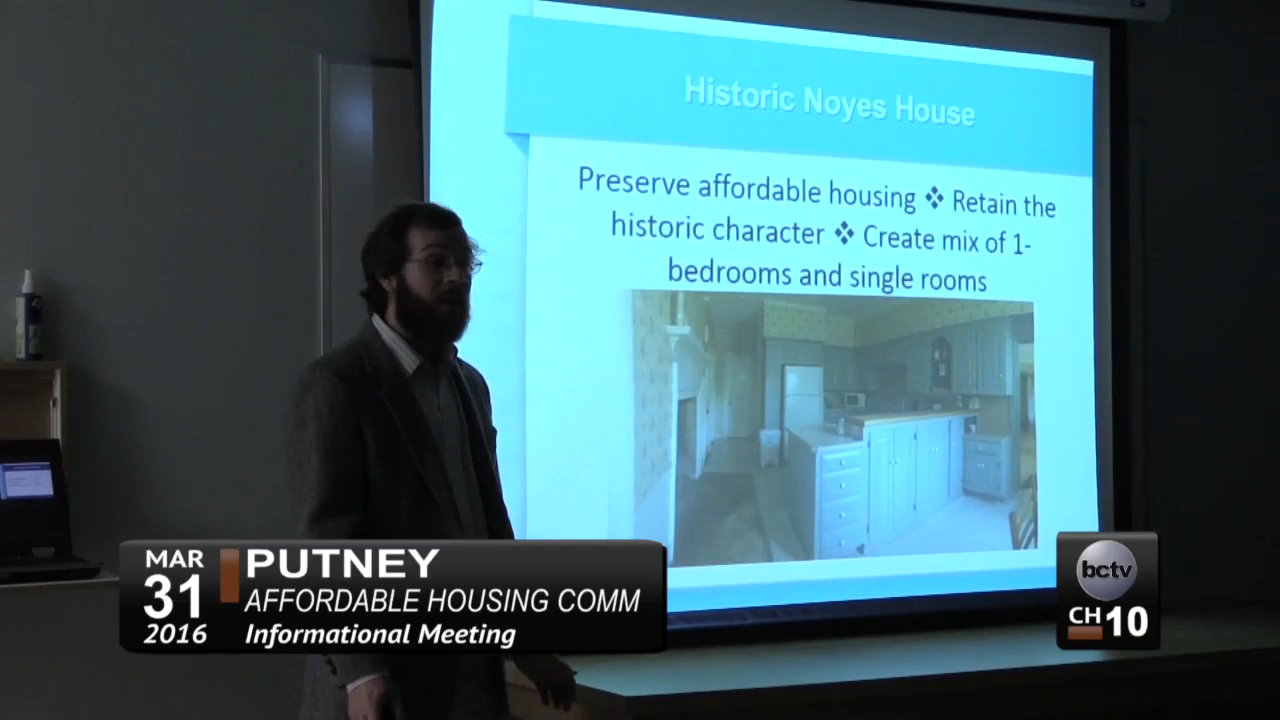 Historic Noyes House
Preserve affordable housing ❖ Retain the
historic character ❖ Create mix of 1-
bedrooms and single rooms
MAR
31
2016
PUTNEY
AFFORDABLE HOUSING COMM
Informational Meeting
bctv
CH 10